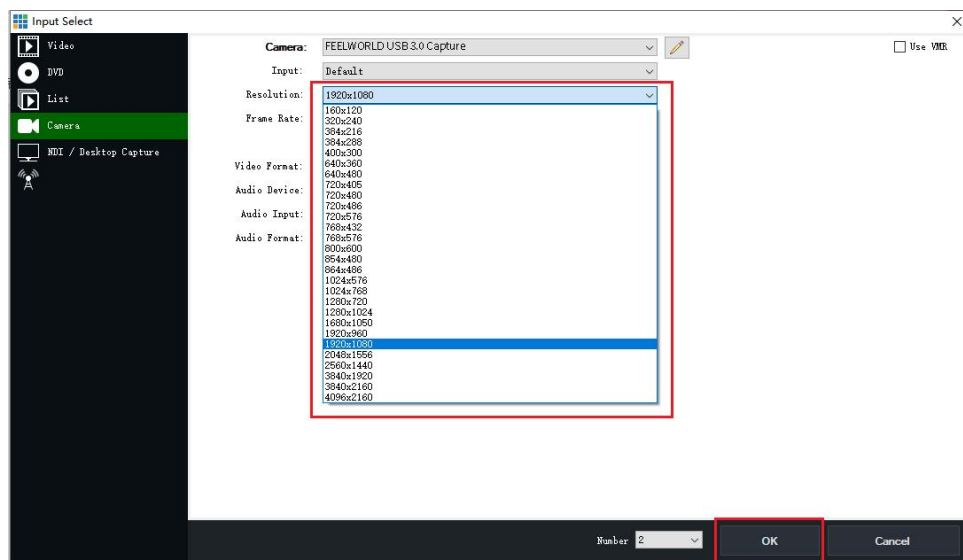 Input Select
Video
DVD
List
Camera
NDI / Desktop Capture
Camera: FEELWORLD USB 3.0 Capture
Use VMR
Input: Default
Resolution: 1920x1080
Frame Rate:
Video Format:
Audio Device:
Audio Input:
Audio Format:
160x120
320x240
384x216
384x288
400x300
640x360
640x480
720x405
720x480
720x486
720x576
768x432
768x576
800x600
854x480
864x486
1024x576
1024x768
1280x720
1280x1024
1680x1050
1920x960
1920x1080
2048x1556
2560x1440
3840x1920
3840x2160
4096x2160
Number 2
OK
Cancel